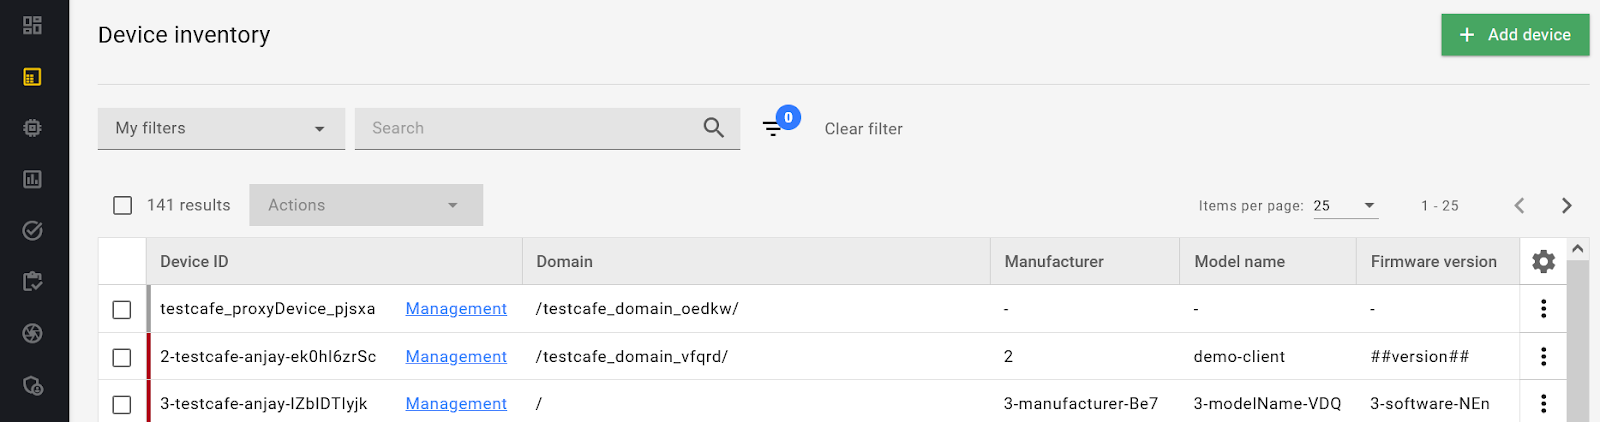 Device inventory
+ Add device
My filters
Search
0
Clear filter
141 results
Actions
Items per page: 25
1 - 25
Device ID Domain Manufacturer Model name Firmware version
testcafe_proxyDevice_pjsxa Management /testcafe_domain_oedkw/ - - -
2-testcafe-anjay-ek0hI6zrSc Management /testcafe_domain_vfqrd/ 2 demo-client ##version##
3-testcafe-anjay-IZbIDTIyjk Management / 3-manufacturer-Be7 3-modelName-VDQ 3-software-NEn